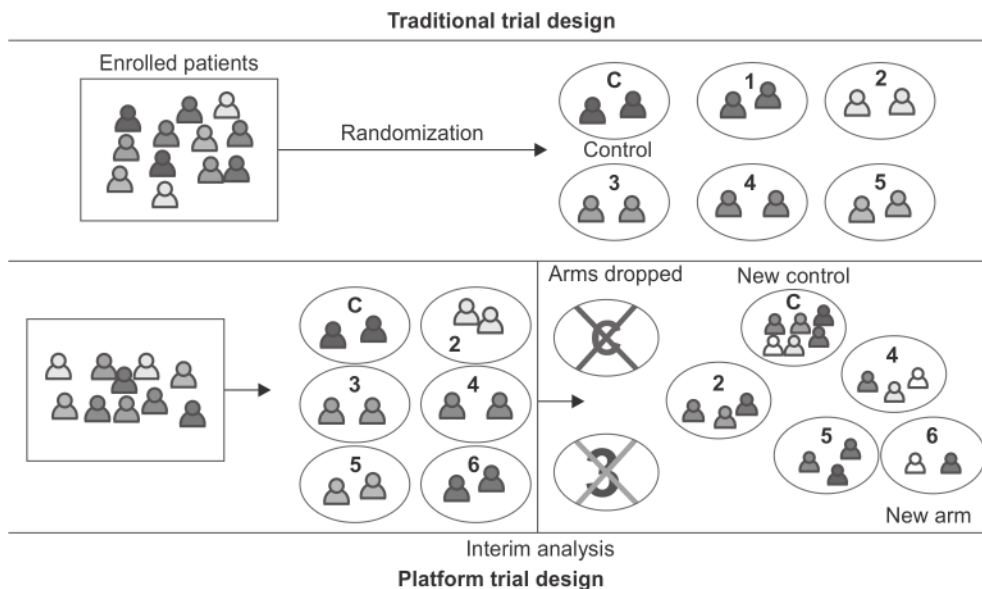 Traditional trial design
Enrolled patients
Randomization
C
1
2
Control
3
4
5
C
2
3
4
5
6
Arms dropped
C
3
New control
C
4
2
5
6
New arm
Interim analysis
Platform trial design